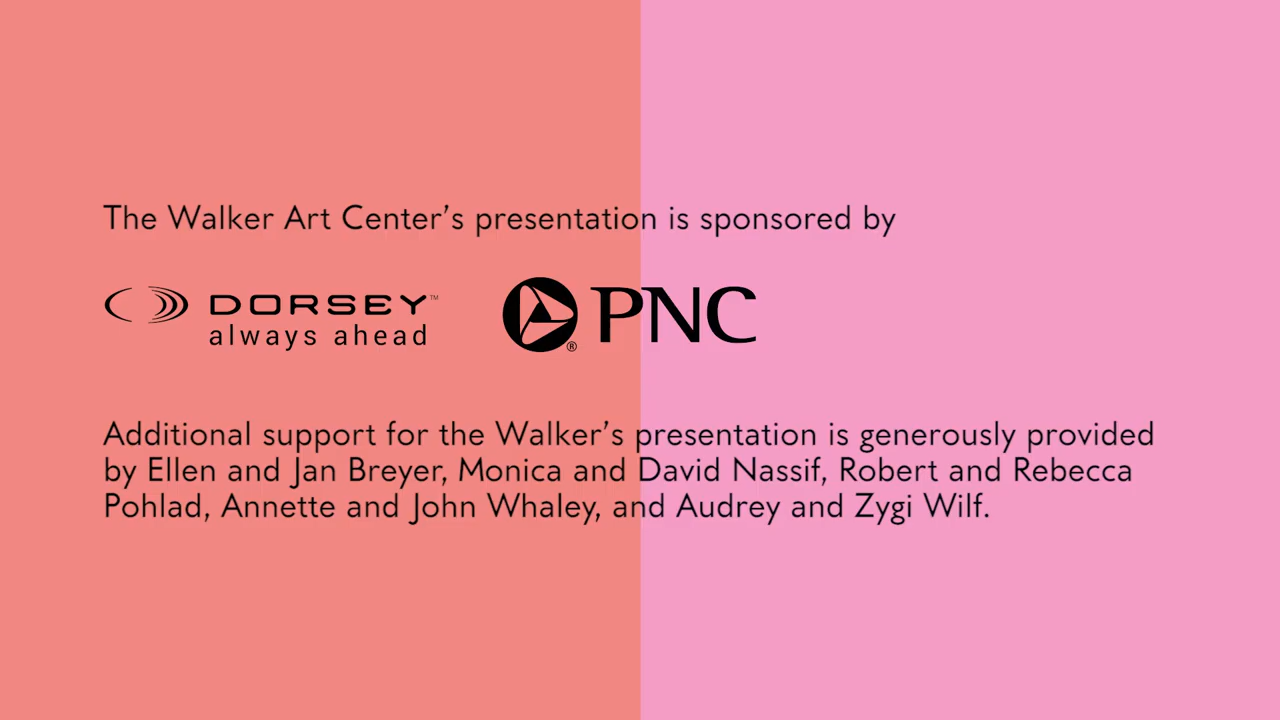 The Walker Art Center’s presentation is sponsored by
DORSEY™
always ahead
® PNC
Additional support for the Walker’s presentation is generously provided
by Ellen and Jan Breyer, Monica and David Nassif, Robert and Rebecca
Pohlad, Annette and John Whaley, and Audrey and Zygi Wilf.